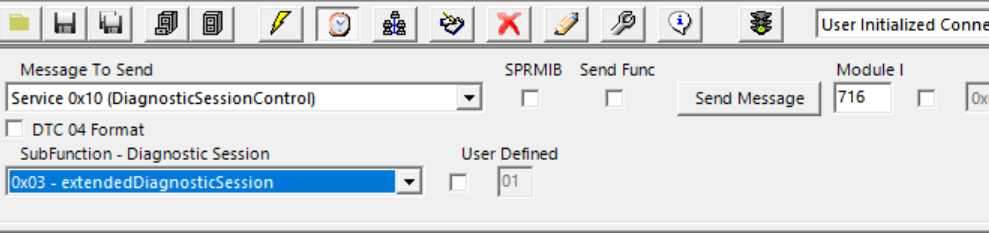 User Initialized Conne
Message To Send SPRMIB Send Func Module I
Service 0x10 (DiagnosticSessionControl) Send Message 716 0x
DTC 04 Format
SubFunction - Diagnostic Session User Defined
0x03 - extendedDiagnosticSession 01